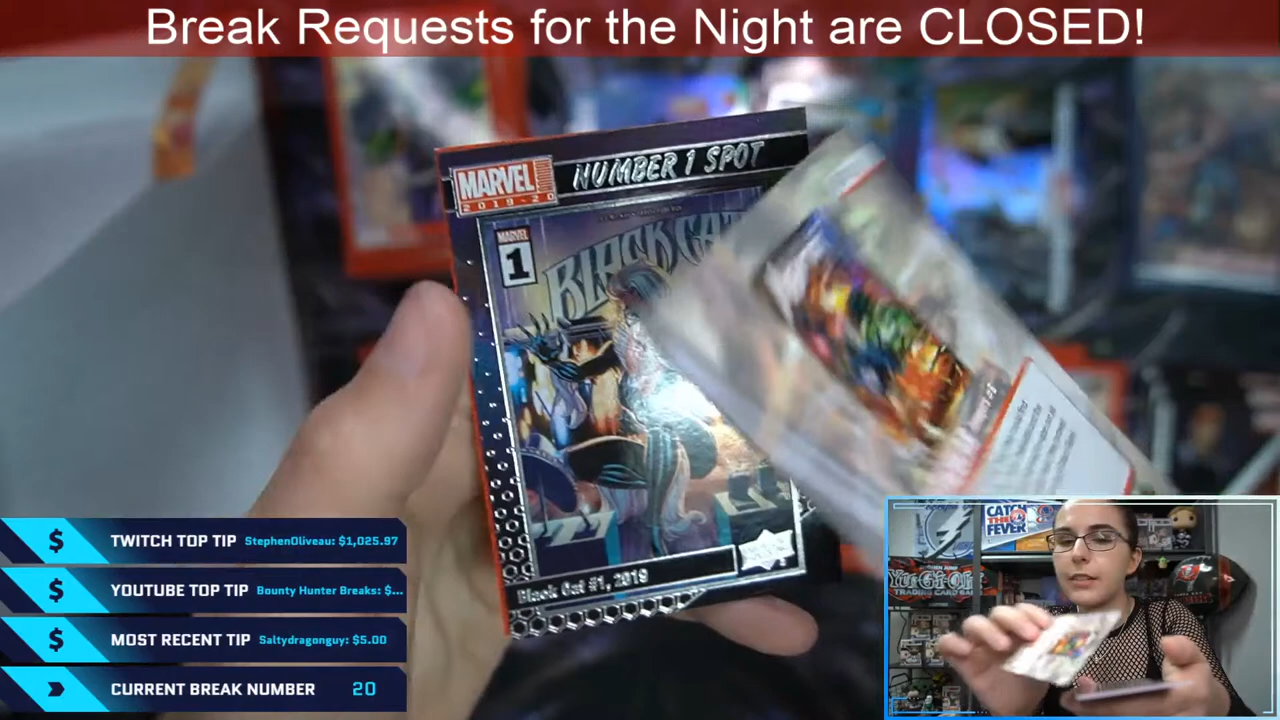 Break Requests for the Night are CLOSED!
MARVEL
2019-20
NUMBER 1 SPOT
MARVEL
1
BLACK CAT
Black Cat #1, 2019
$ TWITCH TOP TIP StephenOliveau: $1,025.97
$ YOUTUBE TOP TIP Bounty Hunter Breaks: $...
$ MOST RECENT TIP Saltydragonguy: $5.00
CURRENT BREAK NUMBER 20
CATCH
THE
FEVER
Yu-Gi-Oh!
TRADING CARD GAME